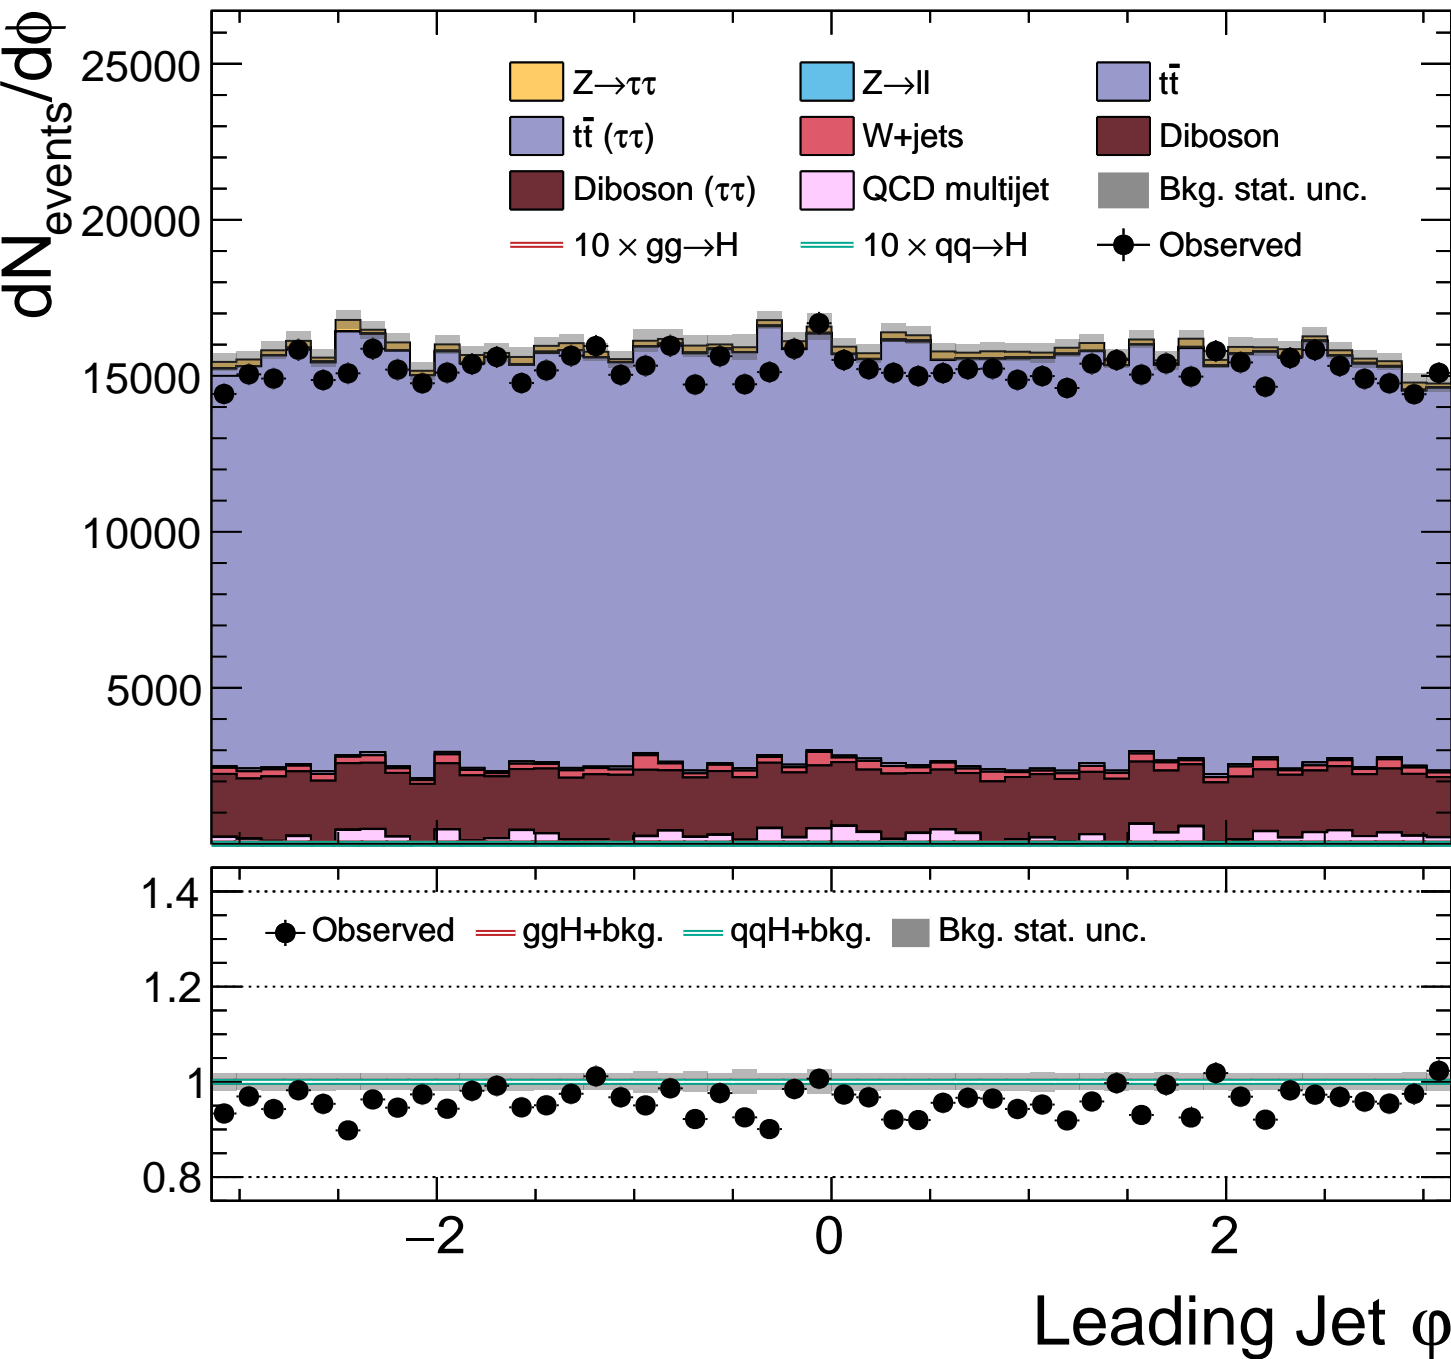 dN_events/dϕ
25000
20000
15000
10000
5000
Z→ττ Z→ll tt̄
tt̄ (ττ) W+jets Diboson
Diboson (ττ) QCD multijet Bkg. stat. unc.
10 × gg→H 10 × qq→H Observed
1.4
1.2
1
0.8
Observed ggH+bkg. qqH+bkg. Bkg. stat. unc.
−2 0 2
Leading Jet φ